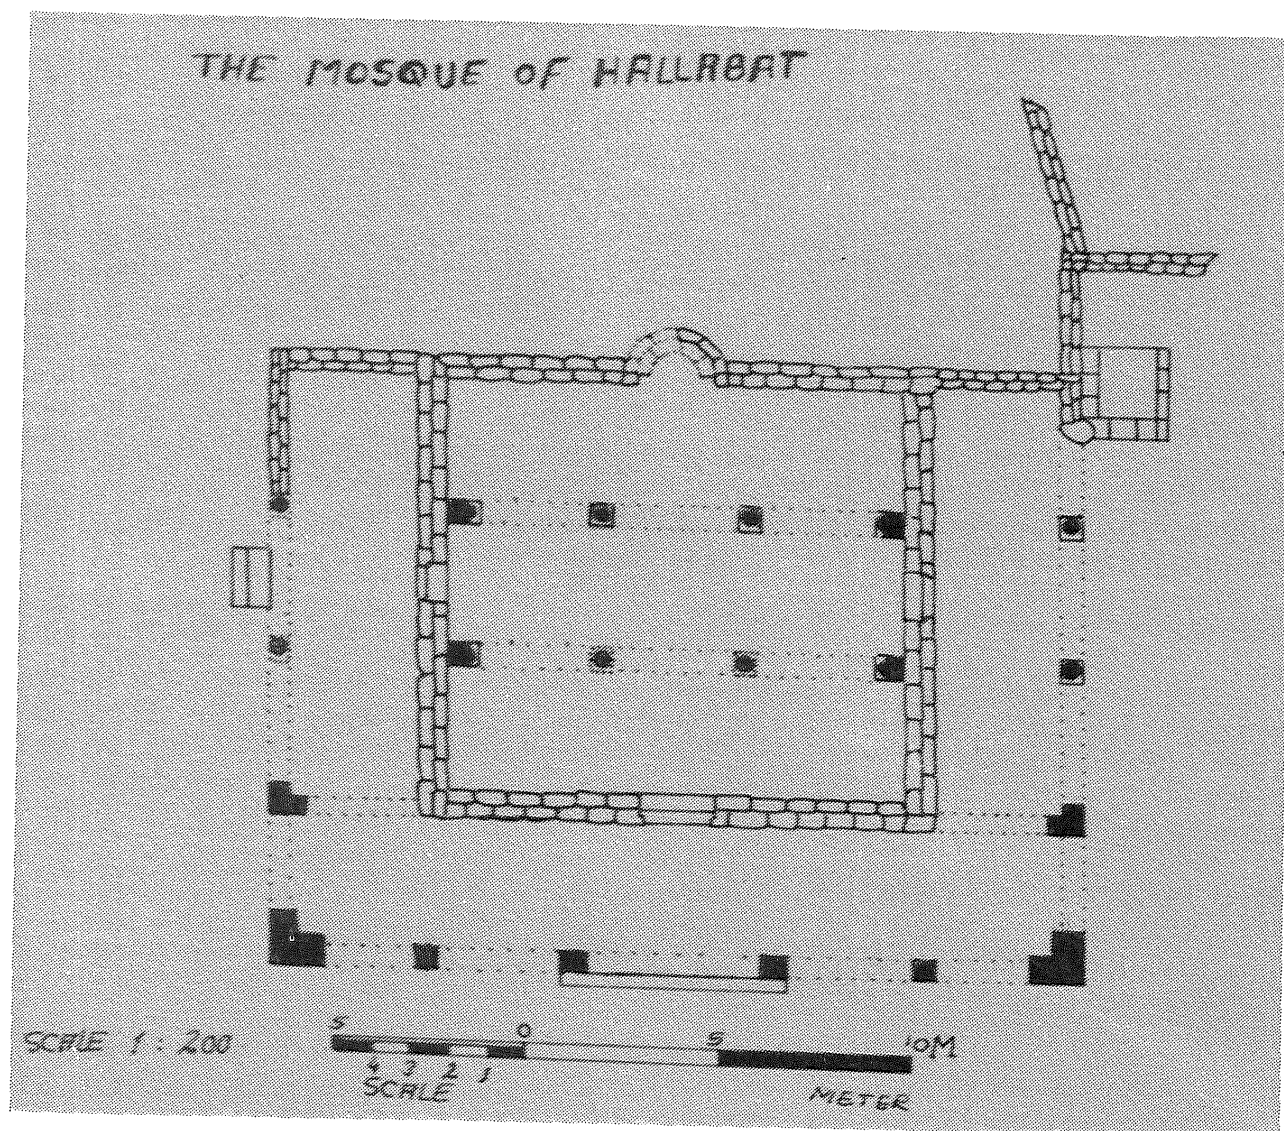 THE MOSQUE OF HALLABAT
SCALE 1 : 200
5 0 5 10M
4 3 2 1
SCALE
METER